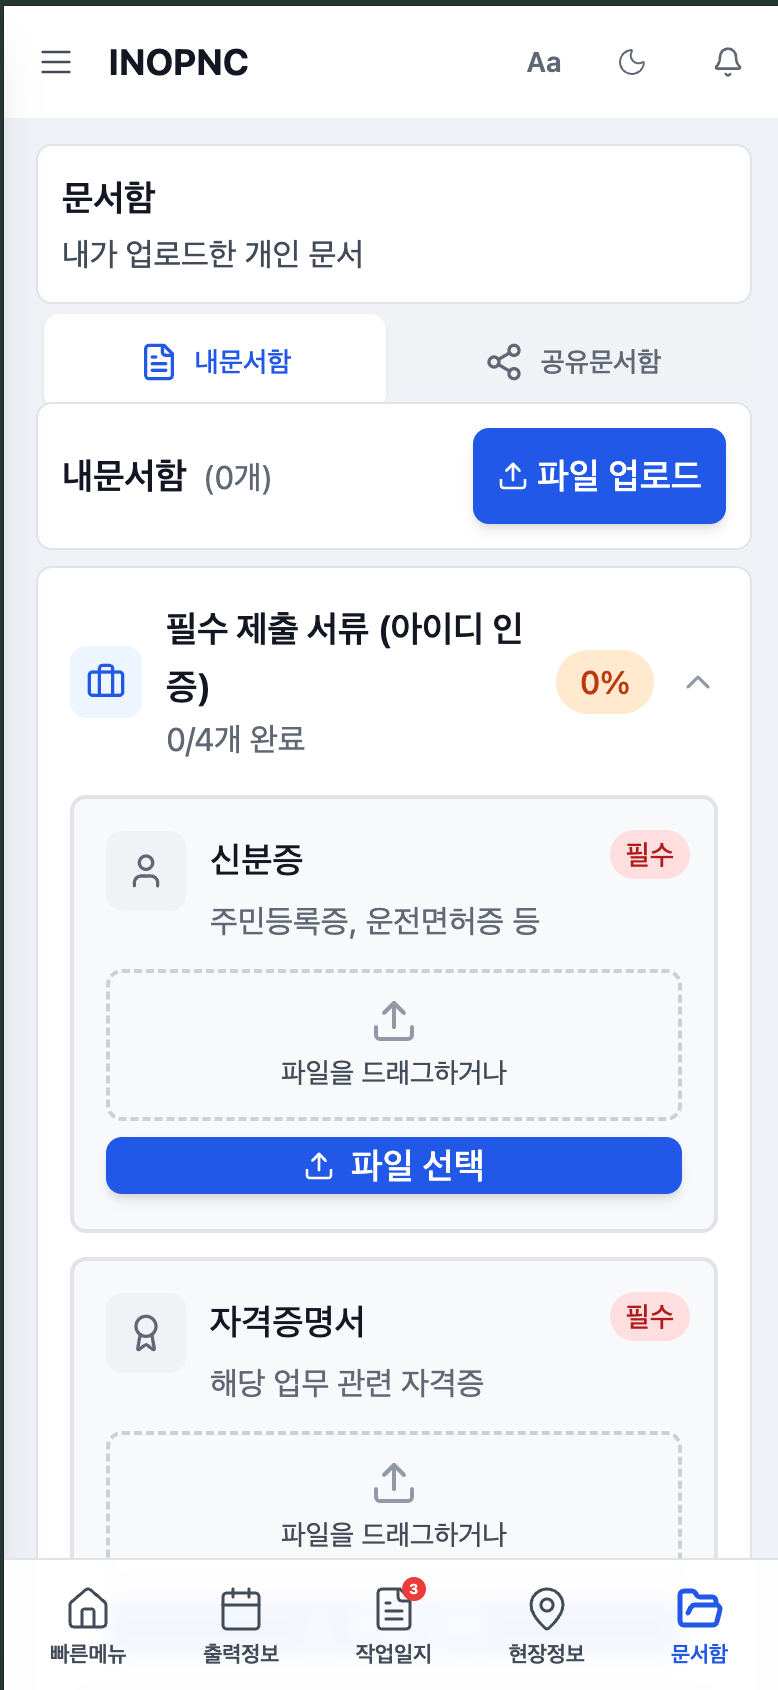 INOPNC
Aa
문서함
내가 업로드한 개인 문서
내문서함
공유문서함
내문서함 (0개)
파일 업로드
필수 제출 서류 (아이디 인
증)
0/4개 완료
0%
신분증
필수
주민등록증, 운전면허증 등
파일을 드래그하거나
파일 선택
자격증명서
필수
해당 업무 관련 자격증
파일을 드래그하거나
3
빠른메뉴
출력정보
작업일지
현장정보
문서함